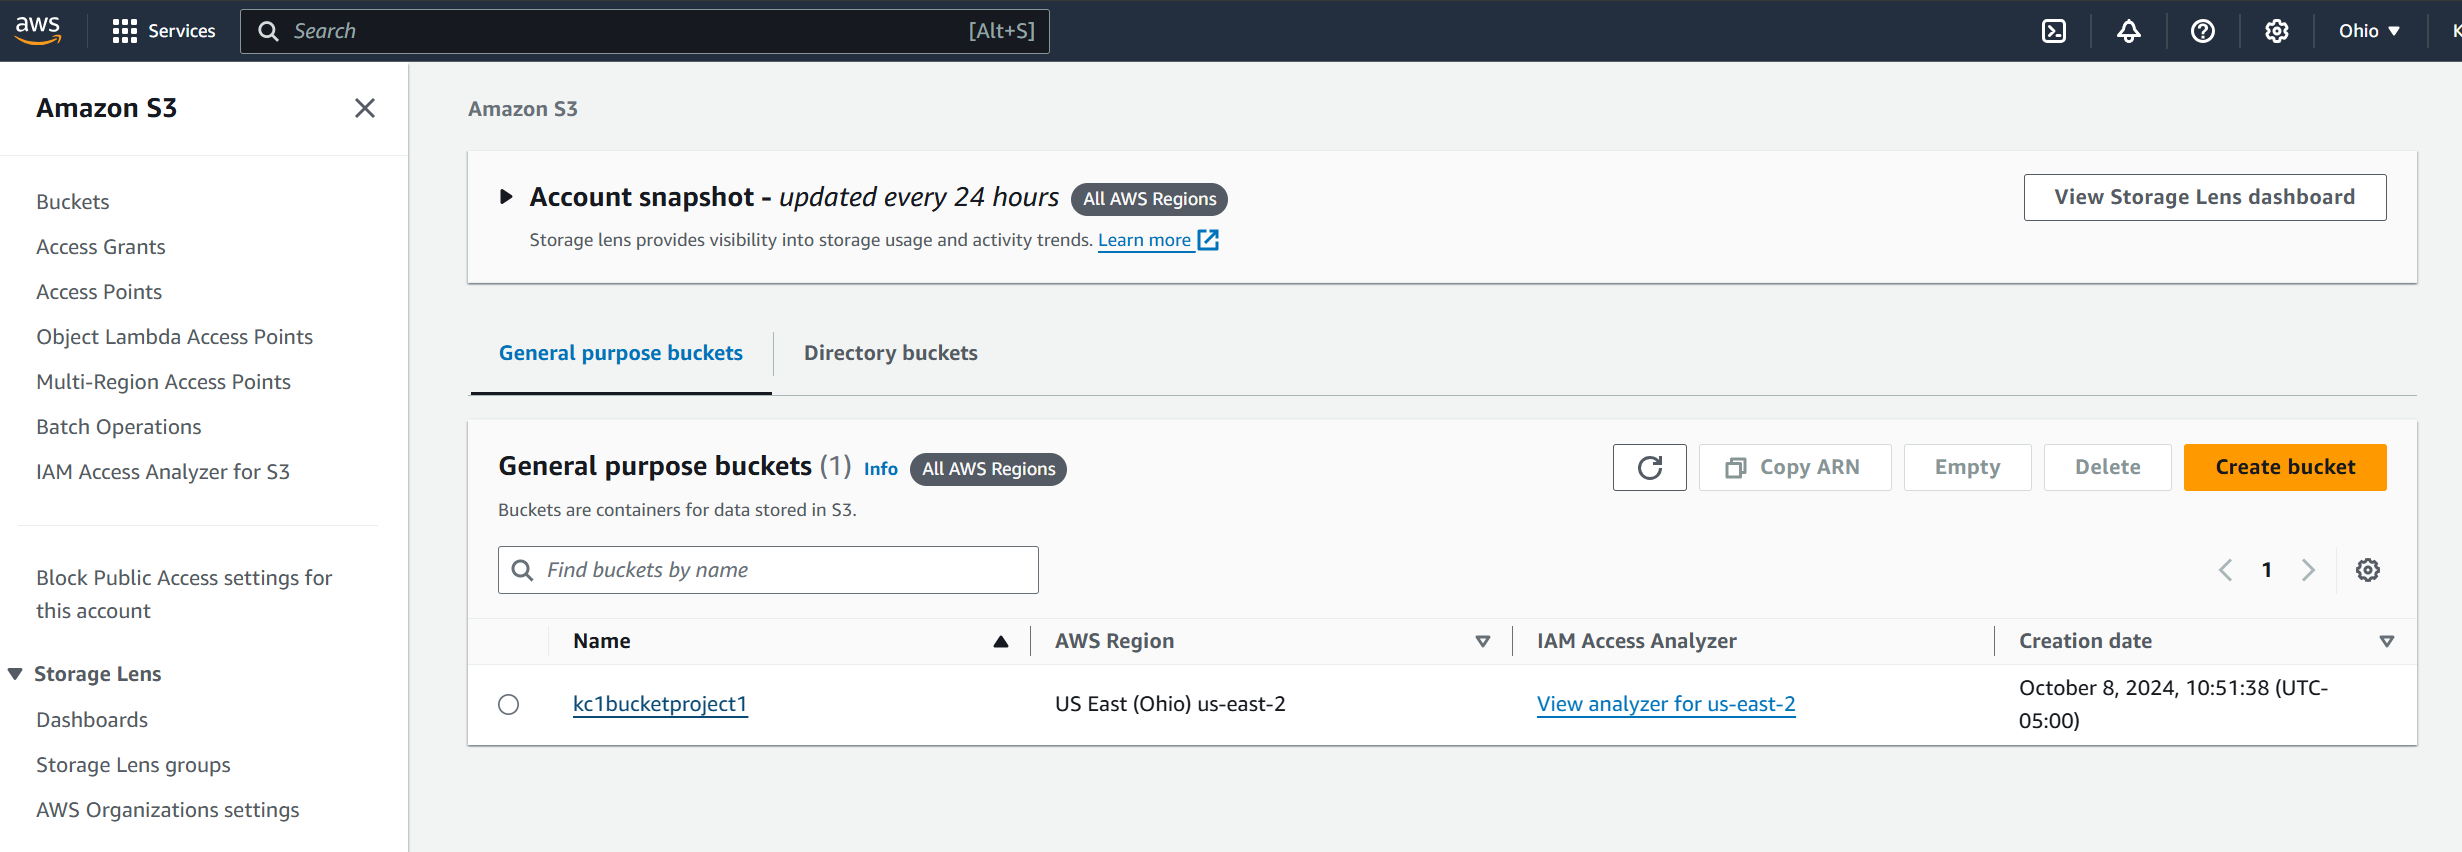 aws
Services
Search
[Alt+S]
Ohio
K
Amazon S3
Buckets
Access Grants
Access Points
Object Lambda Access Points
Multi-Region Access Points
Batch Operations
IAM Access Analyzer for S3
Block Public Access settings for
this account
Storage Lens
Dashboards
Storage Lens groups
AWS Organizations settings
Amazon S3
Account snapshot - updated every 24 hours
All AWS Regions
Storage lens provides visibility into storage usage and activity trends. Learn more
View Storage Lens dashboard
General purpose buckets
Directory buckets
General purpose buckets (1) Info
All AWS Regions
Buckets are containers for data stored in S3.
Copy ARN
Empty
Delete
Create bucket
Find buckets by name
1
Name
AWS Region
IAM Access Analyzer
Creation date
kc1bucketproject1
US East (Ohio) us-east-2
View analyzer for us-east-2
October 8, 2024, 10:51:38 (UTC-
05:00)